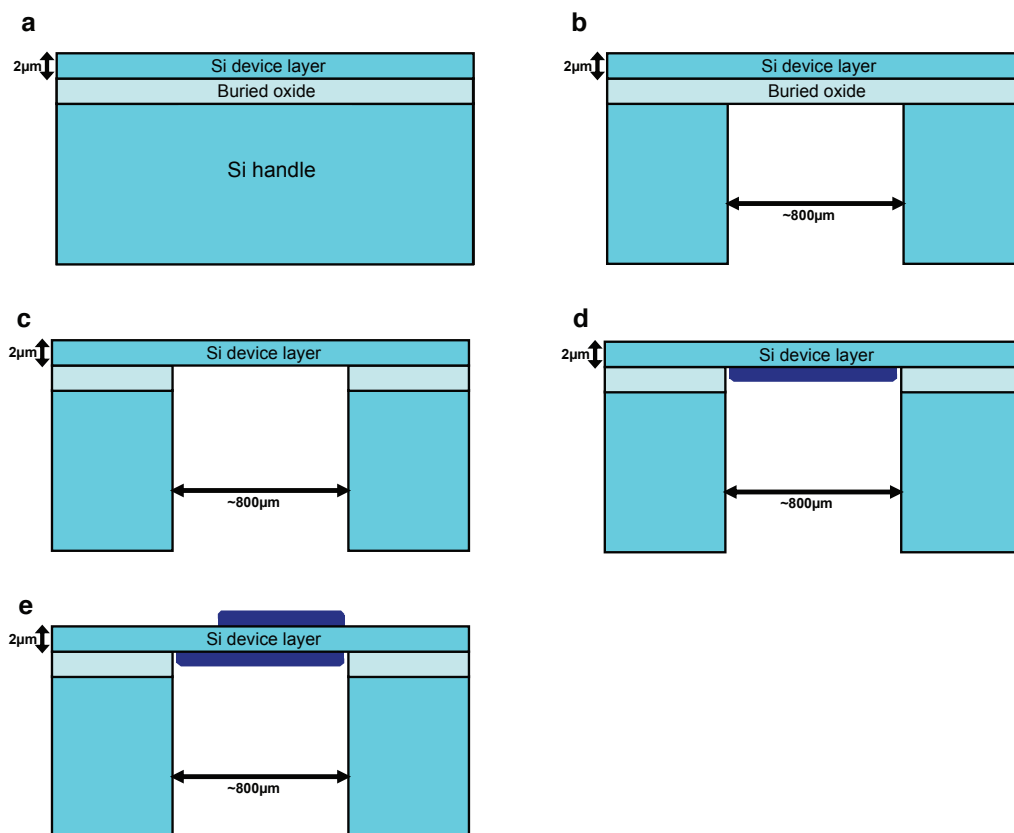 a
2μm
Si device layer
Buried oxide
Si handle
b
2μm
Si device layer
Buried oxide
~800μm
c
2μm
Si device layer
~800μm
d
2μm
Si device layer
~800μm
e
2μm
Si device layer
~800μm